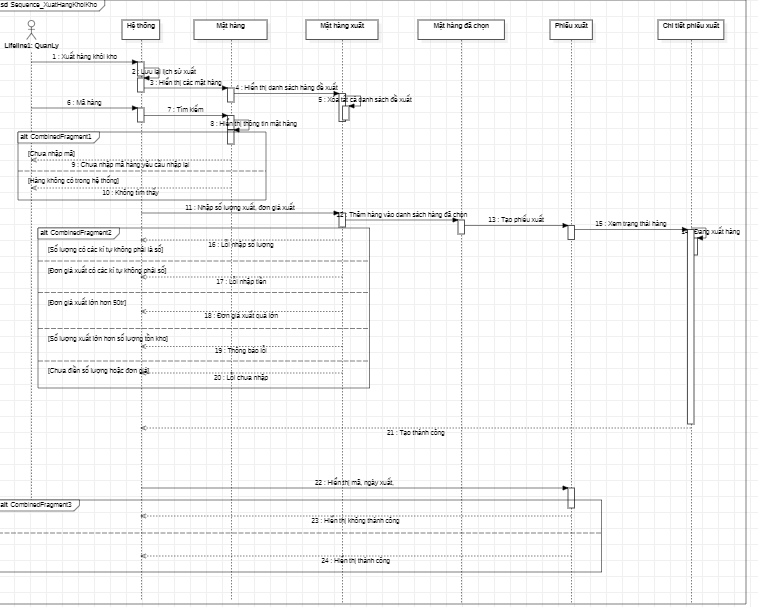 sd Sequence_XuatHangKhoiKho
Hệ thống
Mặt hàng
Mặt hàng xuất
Mặt hàng đã chọn
Phiếu xuất
Chi tiết phiếu xuất
Lifeline1: QuanLy
1 : Xuất hàng khỏi kho
2 : Lưu lại lịch sử xuất
3 : Hiển thị các mặt hàng
4 : Hiển thị danh sách hàng đề xuất
5 : Xoá tất cả danh sách đề xuất
6 : Mã hàng
7 : Tìm kiếm
8 : Hiển thị thông tin mặt hàng
alt CombinedFragment1
[Chưa nhập mã]
9 : Chưa nhập mã hàng yêu cầu nhập lại
[Hàng không có trong hệ thống]
10 : Không tìm thấy
11 : Nhập số lượng xuất, đơn giá xuất
12 : Thêm hàng vào danh sách hàng đã chọn
13 : Tạo phiếu xuất
15 : Xem trạng thái hàng
Đang xuất hàng
alt CombinedFragment2
16 : Lỗi nhập số lượng
[Số lượng có các kí tự không phải là số]
[Đơn giá xuất có các kí tự không phải số]
17 : Lỗi nhập tiền
[Đơn giá xuất lớn hơn 50tr]
18 : Đơn giá xuất quá lớn
[Số lượng xuất lớn hơn số lượng tồn kho]
19 : Thông báo lỗi
[Chưa điền số lượng hoặc đơn giá]
20 : Lỗi chưa nhập
21 : Tạo thành công
22 : Hiển thị mã, ngày xuất,
alt CombinedFragment3
23 : Hiển thị không thành công
24 : Hiển thị thành công